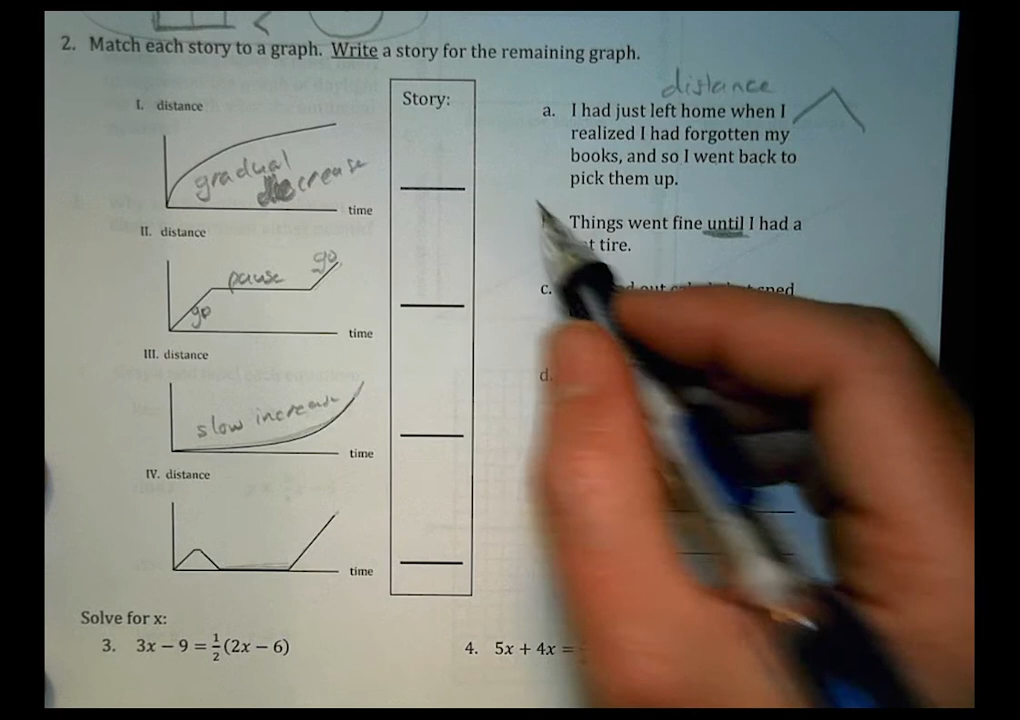 2. Match each story to a graph. Write a story for the remaining graph.
distance
I. distance
Story:
a. I had just left home when I
realized I had forgotten my
books, and so I went back to
pick them up.
gradual
crease
time
II. distance
Things went fine until I had a
tire.
pause
go
go
c.
time
III. distance
d.
slow increase
time
IV. distance
time
Solve for x:
3. 3x − 9 = 1/2(2x − 6)
4. 5x + 4x =